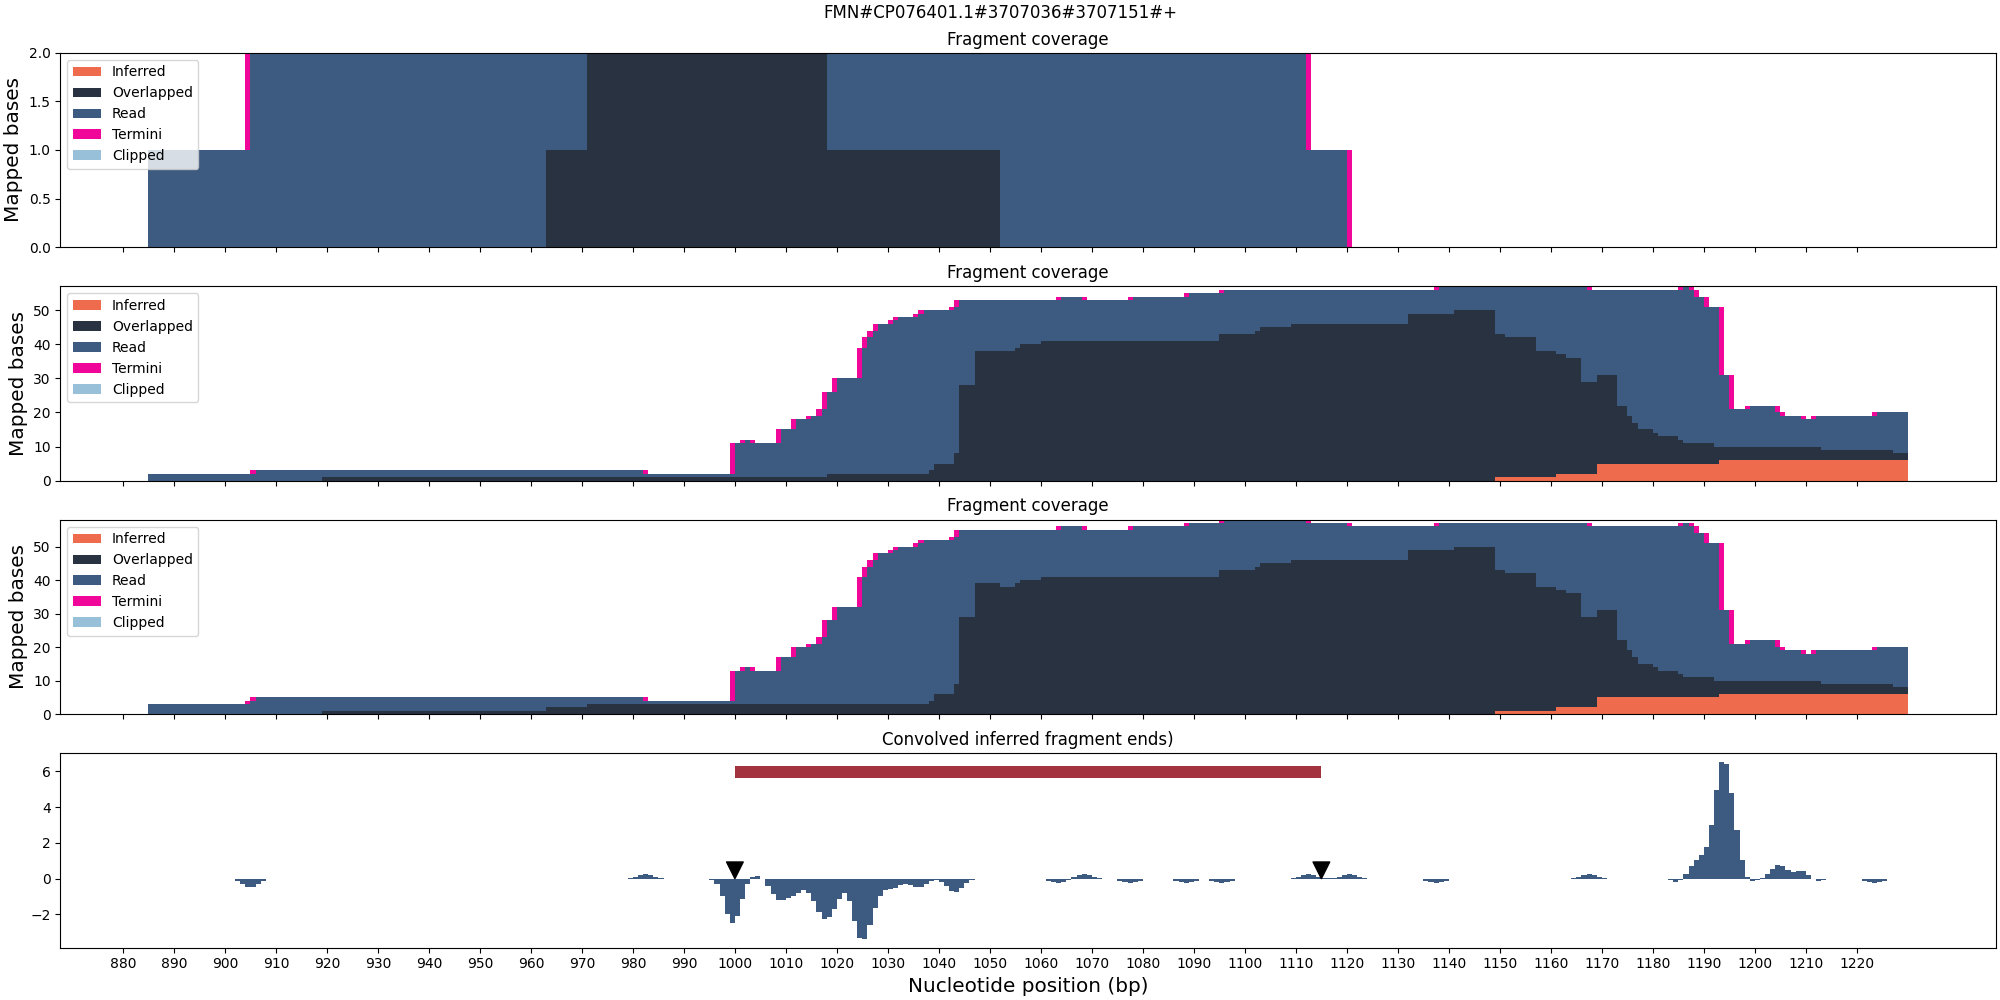 FMN#CP076401.1#3707036#3707151#+
Fragment coverage
Mapped bases
2.0
1.5
1.0
0.5
0.0
Inferred
Overlapped
Read
Termini
Clipped
Fragment coverage
Mapped bases
50
40
30
20
10
0
Inferred
Overlapped
Read
Termini
Clipped
Fragment coverage
Mapped bases
50
40
30
20
10
0
Inferred
Overlapped
Read
Termini
Clipped
Convolved inferred fragment ends)
6
4
2
0
−2
880 890 900 910 920 930 940 950 960 970 980 990 1000 1010 1020 1030 1040 1050 1060 1070 1080 1090 1100 1110 1120 1130 1140 1150 1160 1170 1180 1190 1200 1210 1220
Nucleotide position (bp)